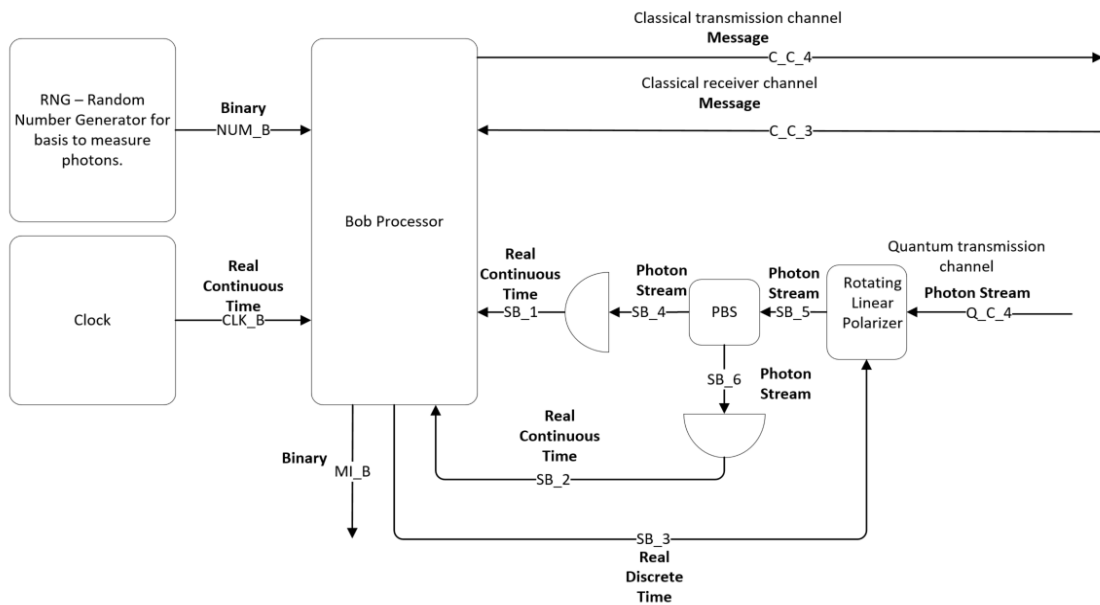 Classical transmission channel
Message
C_C_4
Classical receiver channel
Message
C_C_3
RNG – Random
Number Generator for
basis to measure
photons.
Binary
NUM_B
Bob Processor
Clock
Real
Continuous
Time
CLK_B
Real
Continuous
Time
SB_1
Photon
Stream
SB_4
PBS
Photon
Stream
SB_5
Rotating
Linear
Polarizer
Quantum transmission
channel
Photon Stream
Q_C_4
SB_6
Photon
Stream
Real
Continuous
Time
SB_2
Binary
MI_B
SB_3
Real
Discrete
Time